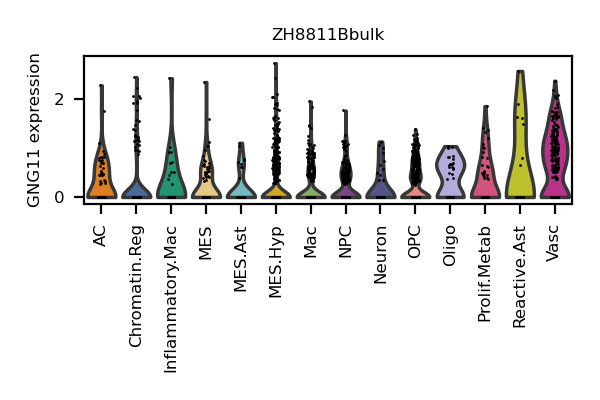 ZH8811Bbulk
GNG11 expression
2
0
AC
Chromatin.Reg
Inflammatory.Mac
MES
MES.Ast
MES.Hyp
Mac
NPC
Neuron
OPC
Oligo
Prolif.Metab
Reactive.Ast
Vasc